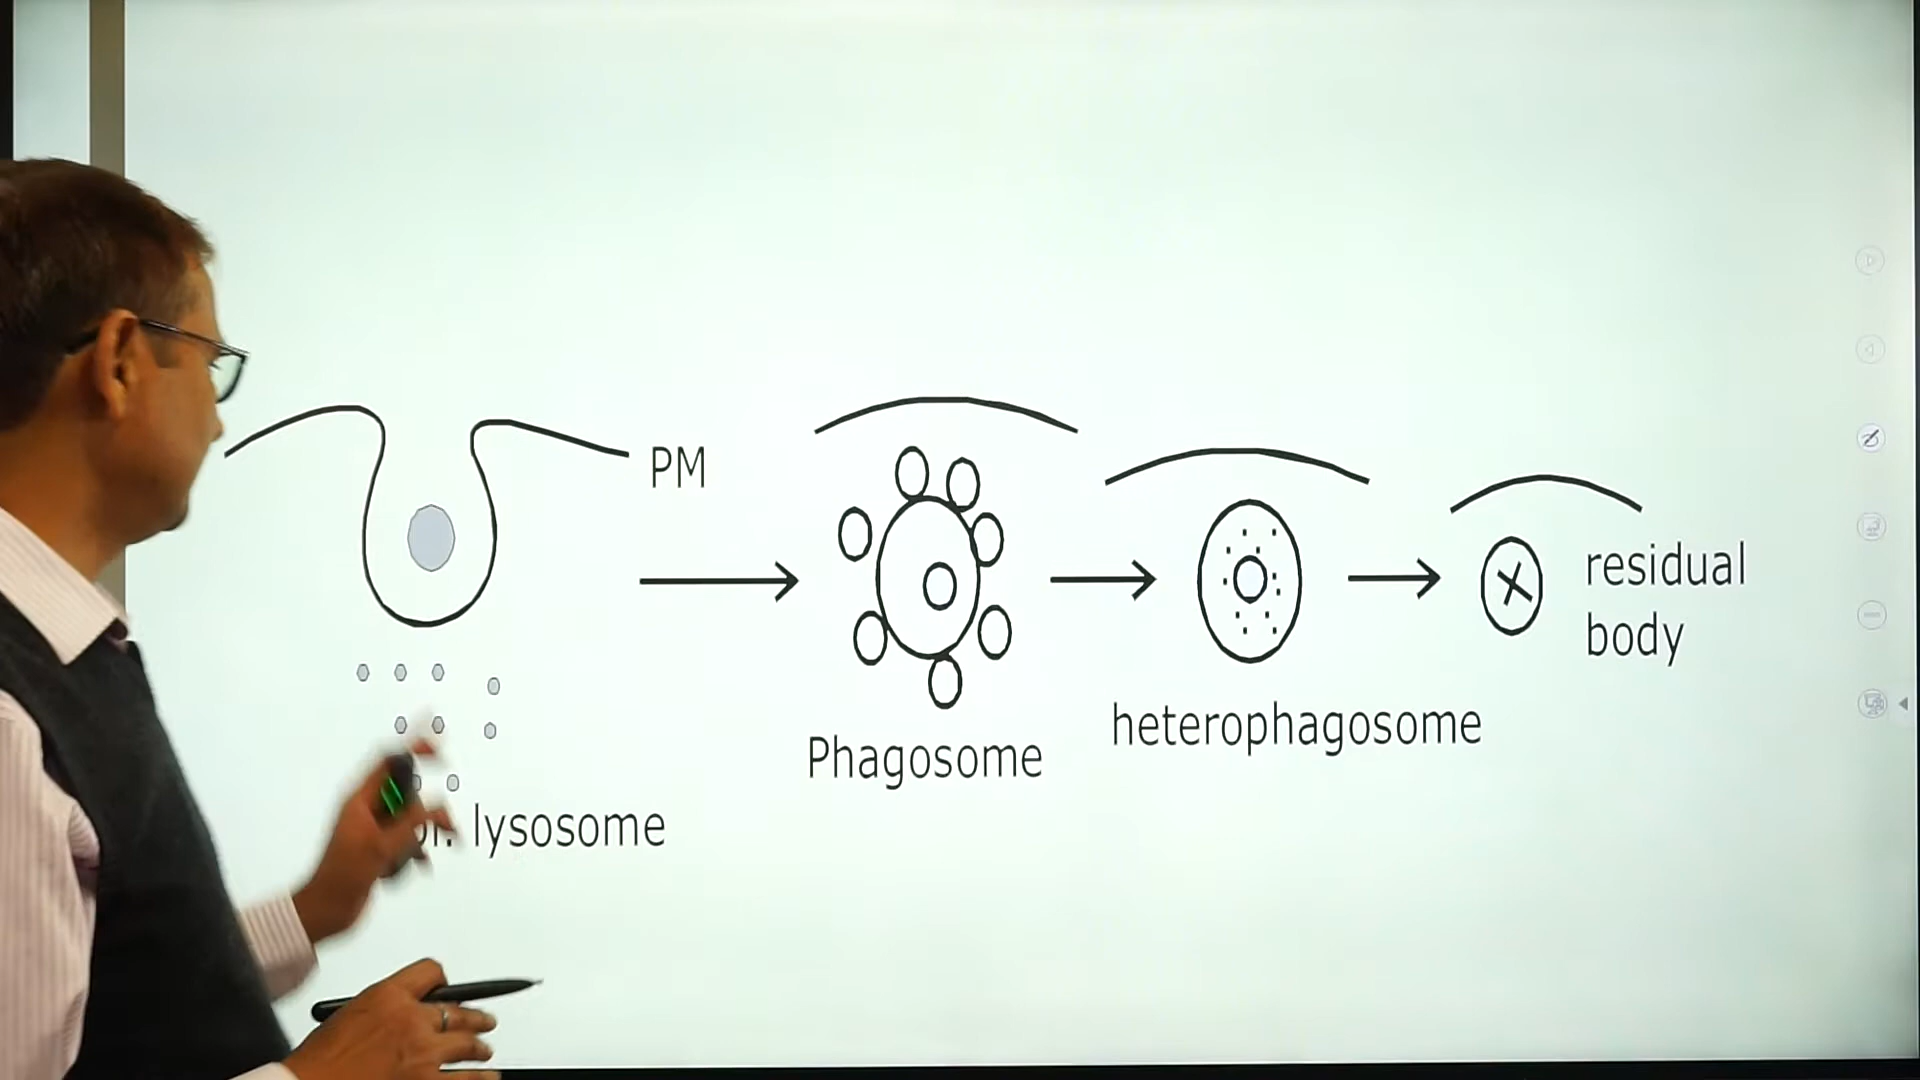 PM
lysosome
Phagosome
heterophagosome
residual
body